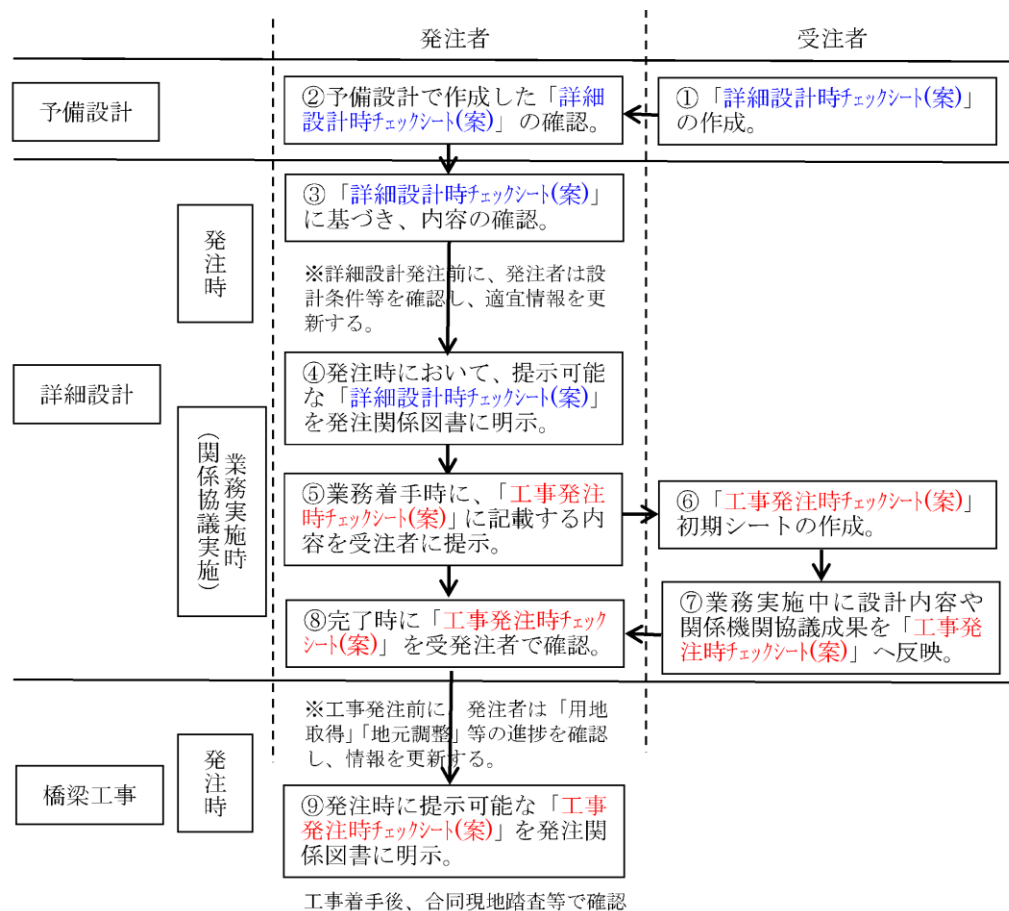 発注者
受注者
予備設計
②予備設計で作成した「詳細
設計時チェックシート(案)」の確認。
①「詳細設計時チェックシート(案)」
の作成。
③「詳細設計時チェックシート(案)」
に基づき、内容の確認。
発注時
※詳細設計発注前に、発注者は設
計条件等を確認し、適宜情報を更
新する。
詳細設計
④発注時において、提示可能
な「詳細設計時チェックシート(案)」
を発注関係図書に明示。
業務実施時
(関係協議実施)
⑤業務着手時に、「工事発注
時チェックシート(案)」に記載する内
容を受注者に提示。
⑥「工事発注時チェックシート(案)」
初期シートの作成。
⑦業務実施中に設計内容や
関係機関協議成果を「工事発
注時チェックシート(案)」へ反映。
⑧完了時に「工事発注時チェック
シート(案)」を受発注者で確認。
※工事発注前に、発注者は「用地
取得」「地元調整」等の進捗を確認
し、情報を更新する。
橋梁工事
発注時
⑨発注時に提示可能な「工事
発注時チェックシート(案)」を発注関
係図書に明示。
工事着手後、合同現地踏査等で確認